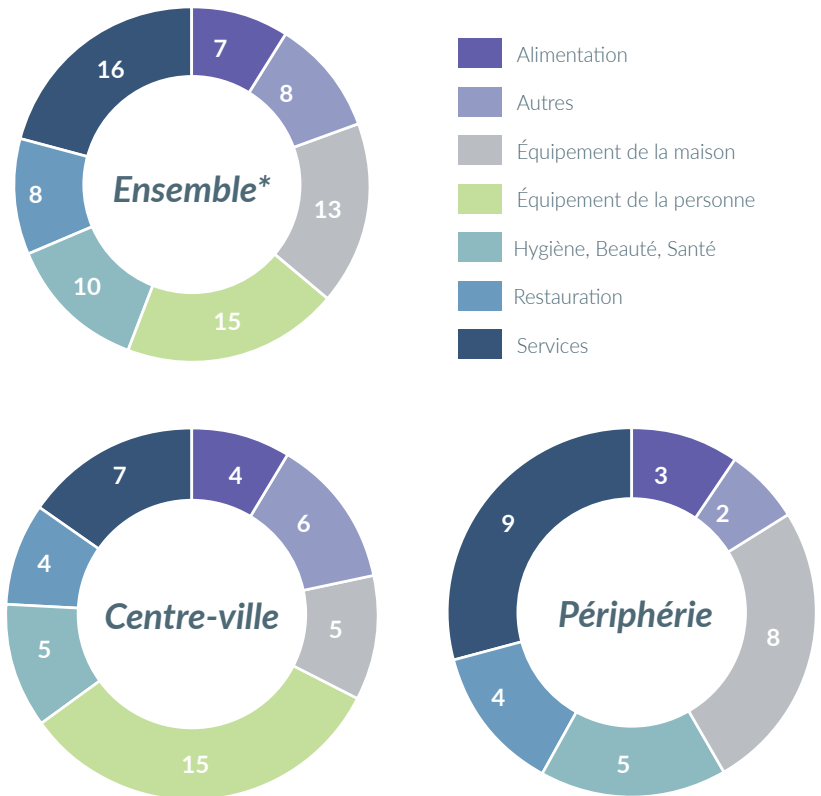 7
8
13
15
10
8
16
Ensemble*
Alimentation
Autres
Équipement de la maison
Équipement de la personne
Hygiène, Beauté, Santé
Restauration
Services
4
6
5
15
5
4
7
Centre-ville
3
2
8
5
4
9
Périphérie